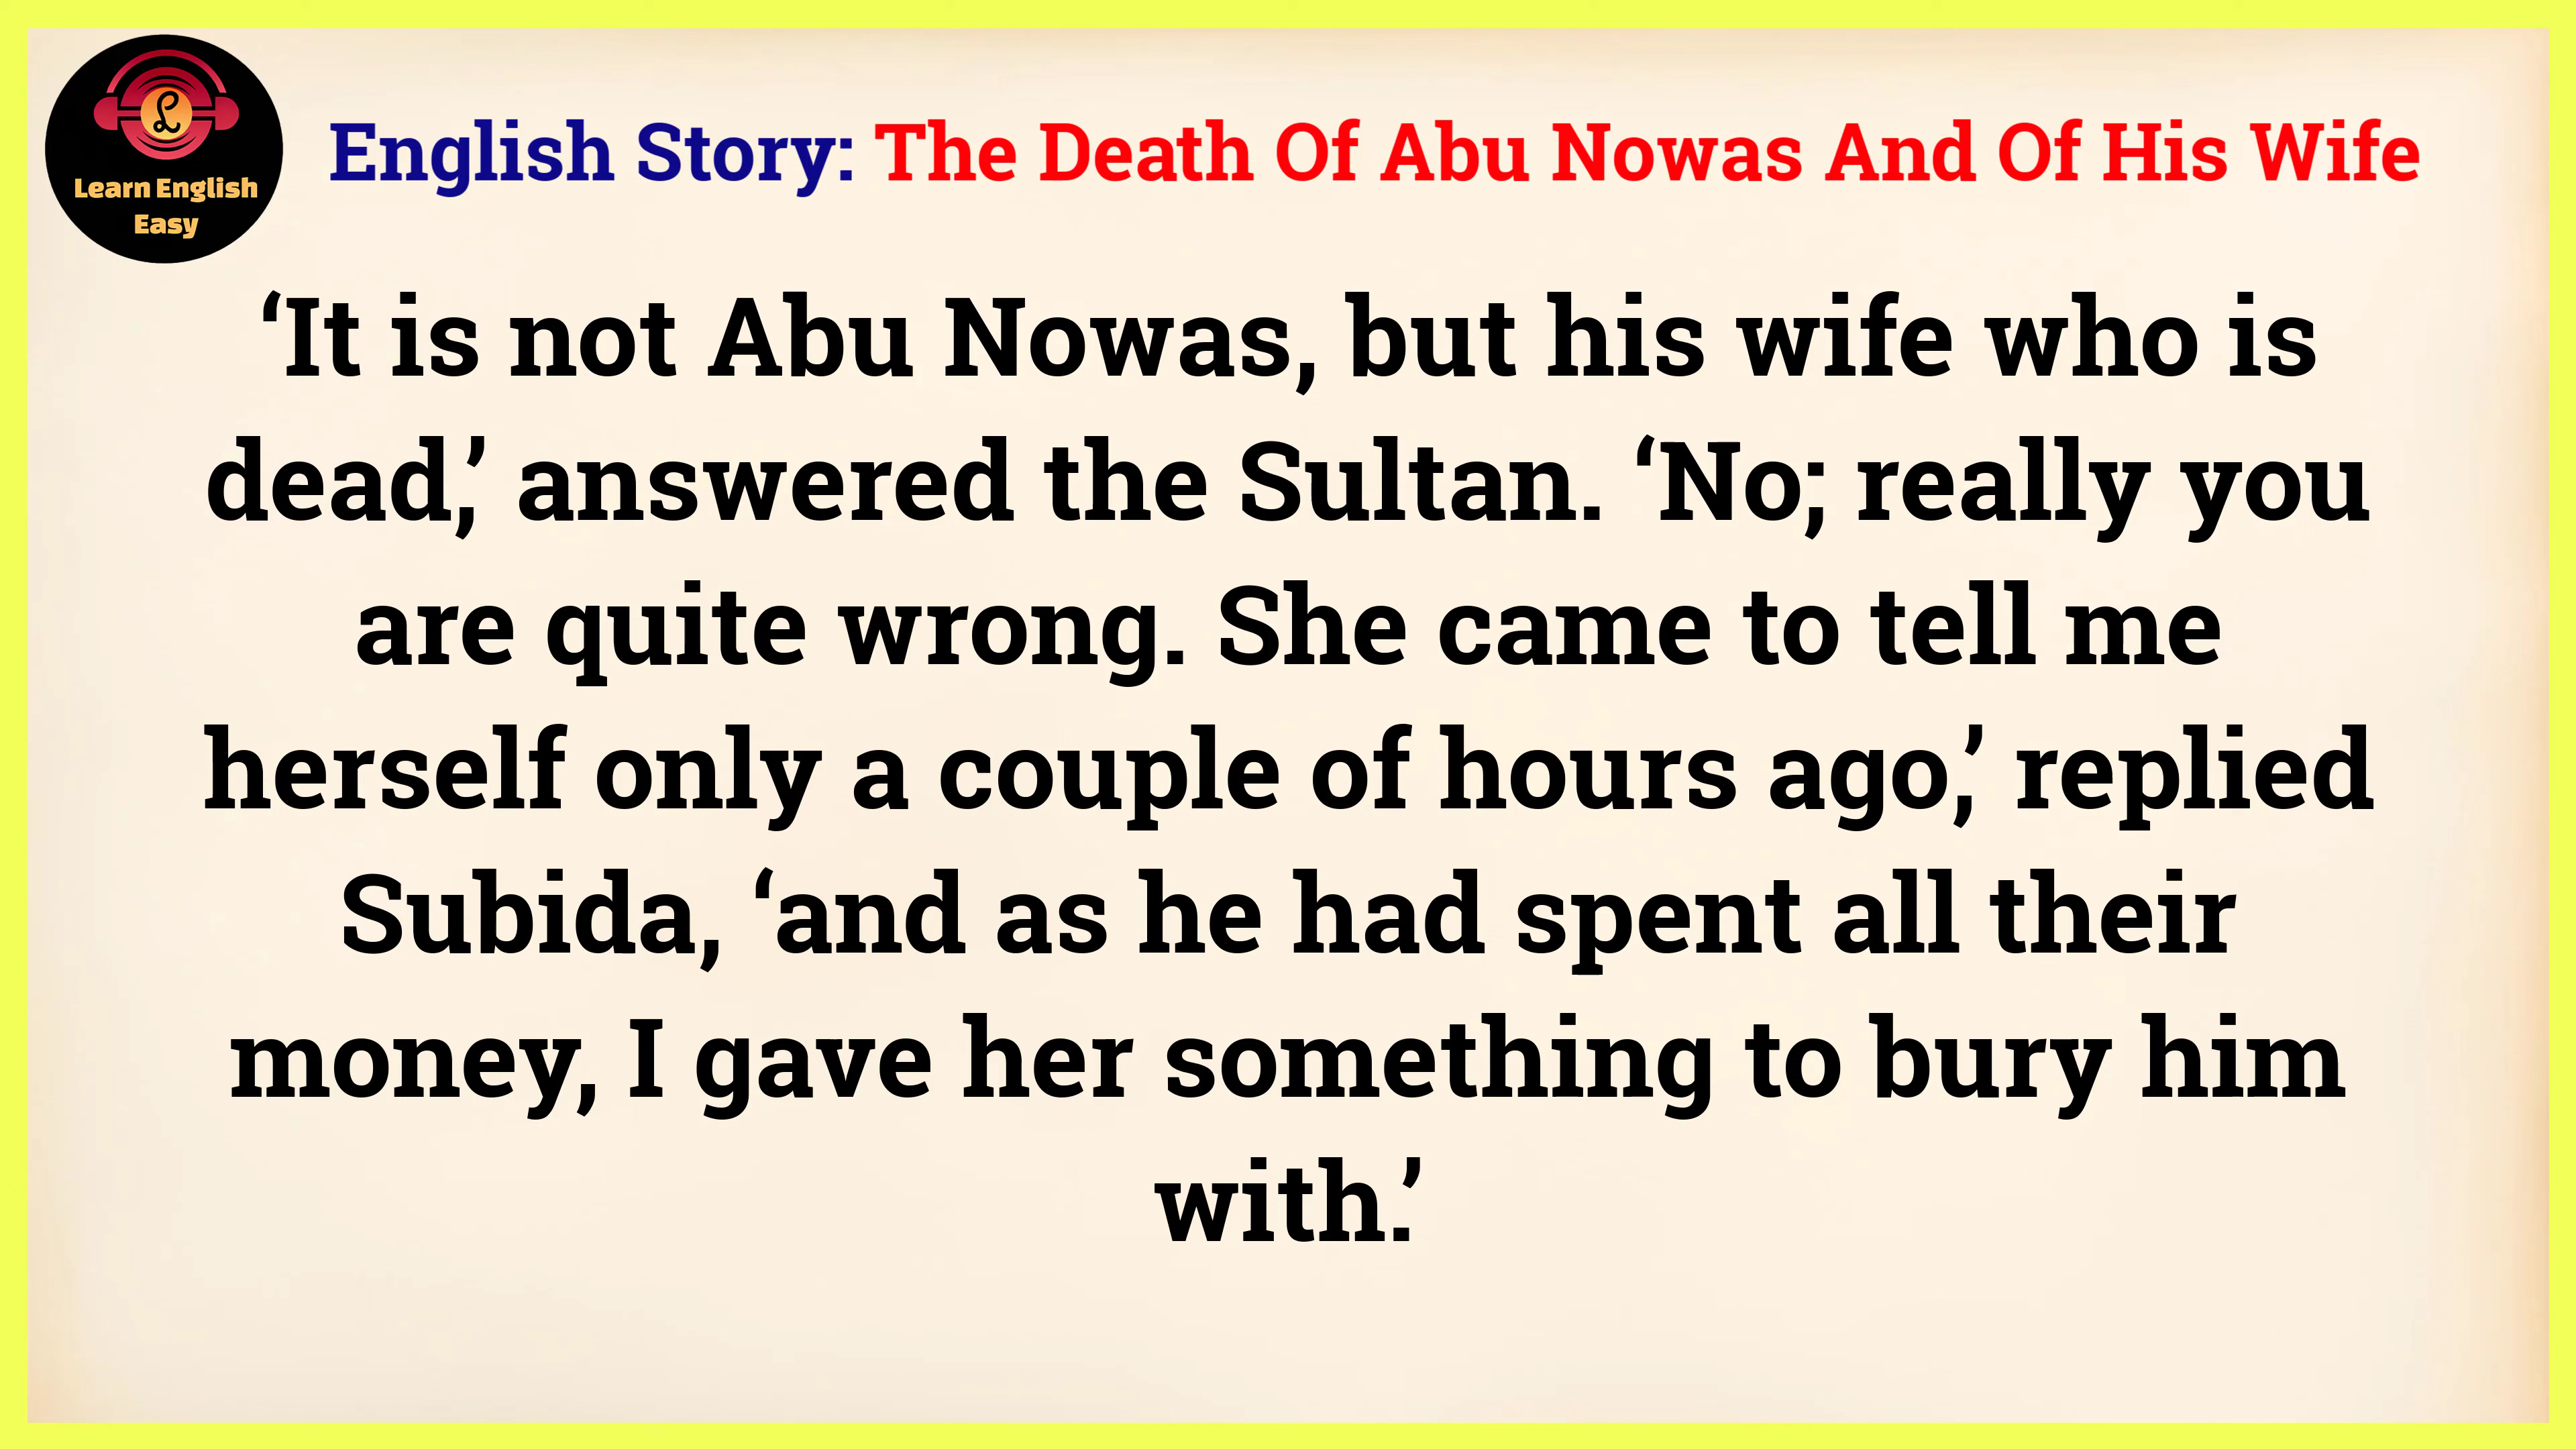 Learn English
Easy
English Story: The Death Of Abu Nowas And Of His Wife
‘It is not Abu Nowas, but his wife who is
dead,’ answered the Sultan. ‘No; really you
are quite wrong. She came to tell me
herself only a couple of hours ago,’ replied
Subida, ‘and as he had spent all their
money, I gave her something to bury him
with.’